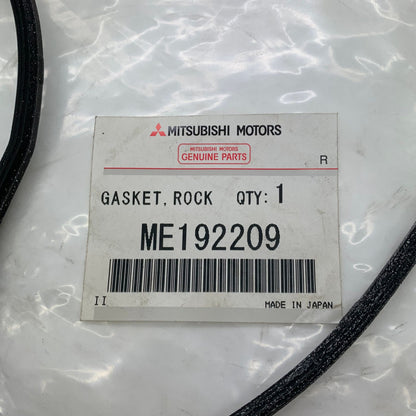 MITSUBISHI MOTORS
MITSUBISHI MOTORS
GENUINE PARTS
R
GASKET, ROCK QTY: 1
ME192209
II MADE IN JAPAN